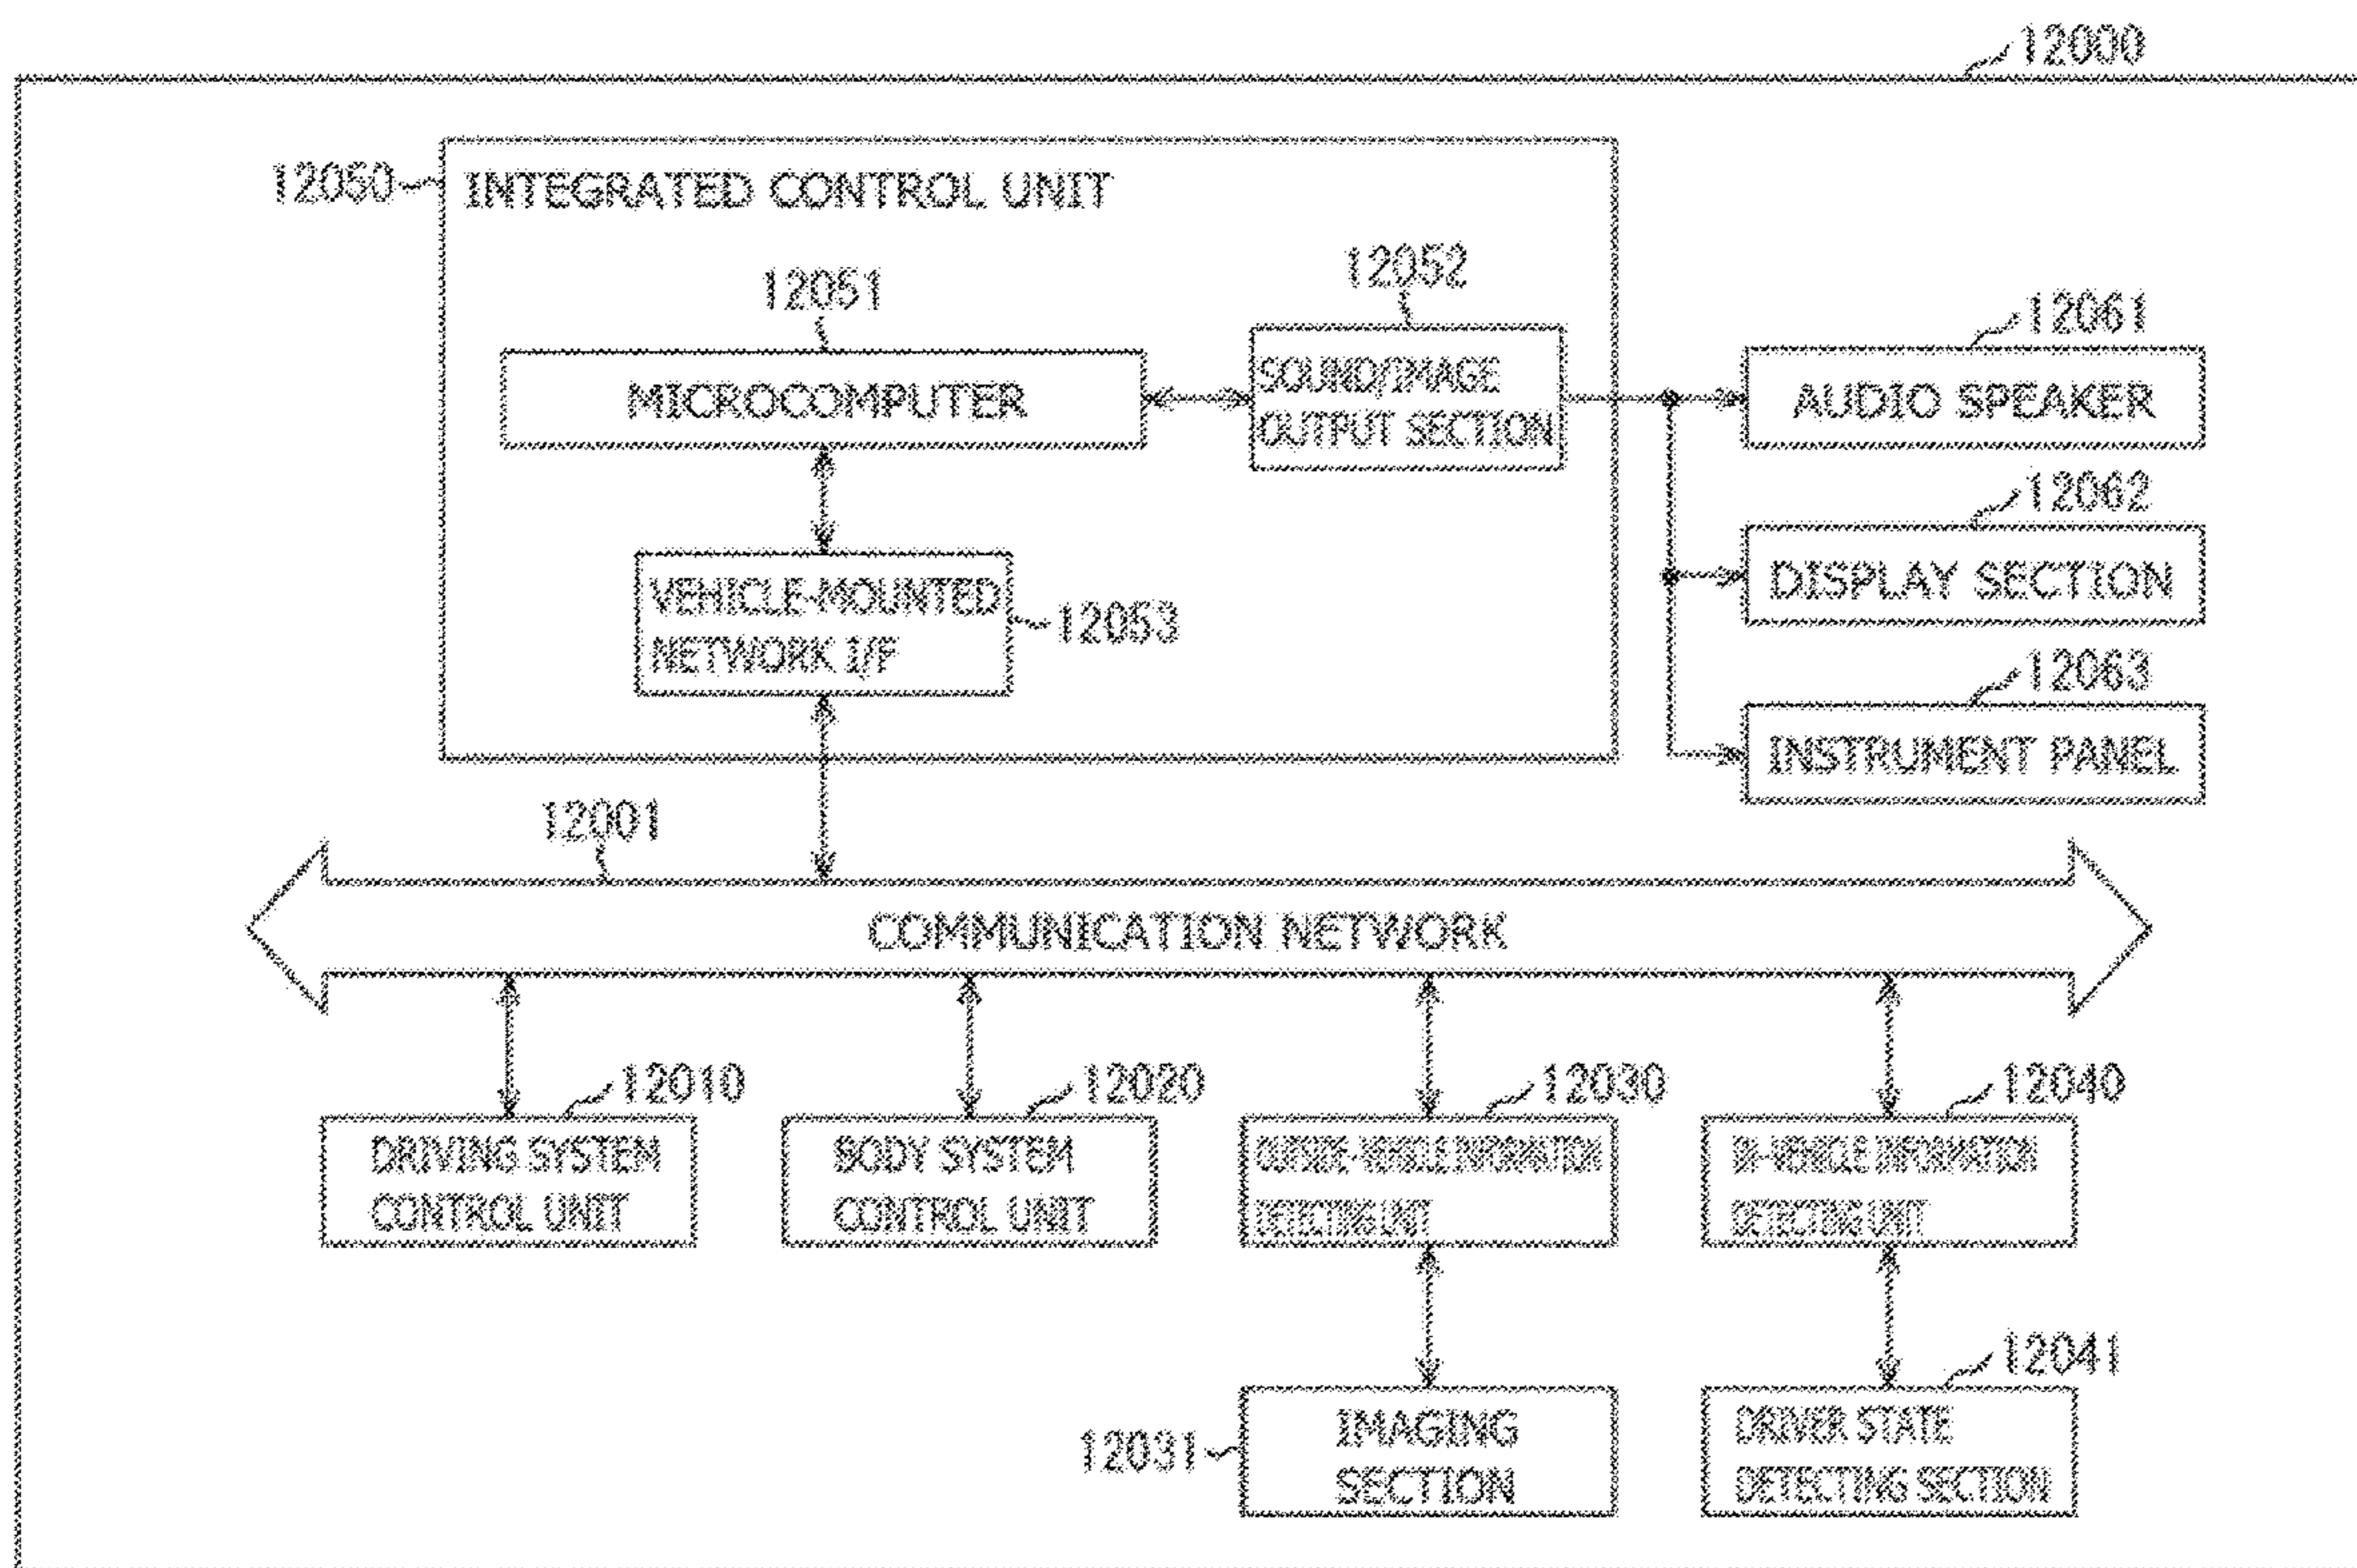 12000
12050
INTEGRATED CONTROL UNIT
12051
12052
12061
MICROCOMPUTER
SOUND/IMAGE
OUTPUT SECTION
AUDIO SPEAKER
12062
DISPLAY SECTION
VEHICLE-MOUNTED
NETWORK I/F
12053
12063
INSTRUMENT PANEL
12001
COMMUNICATION NETWORK
12010
12020
12030
12040
DRIVING SYSTEM
CONTROL UNIT
BODY SYSTEM
CONTROL UNIT
OUTSIDE-VEHICLE INFORMATION
DETECTING UNIT
IN-VEHICLE INFORMATION
DETECTING UNIT
12041
12031
IMAGING
SECTION
DRIVER STATE
DETECTING SECTION